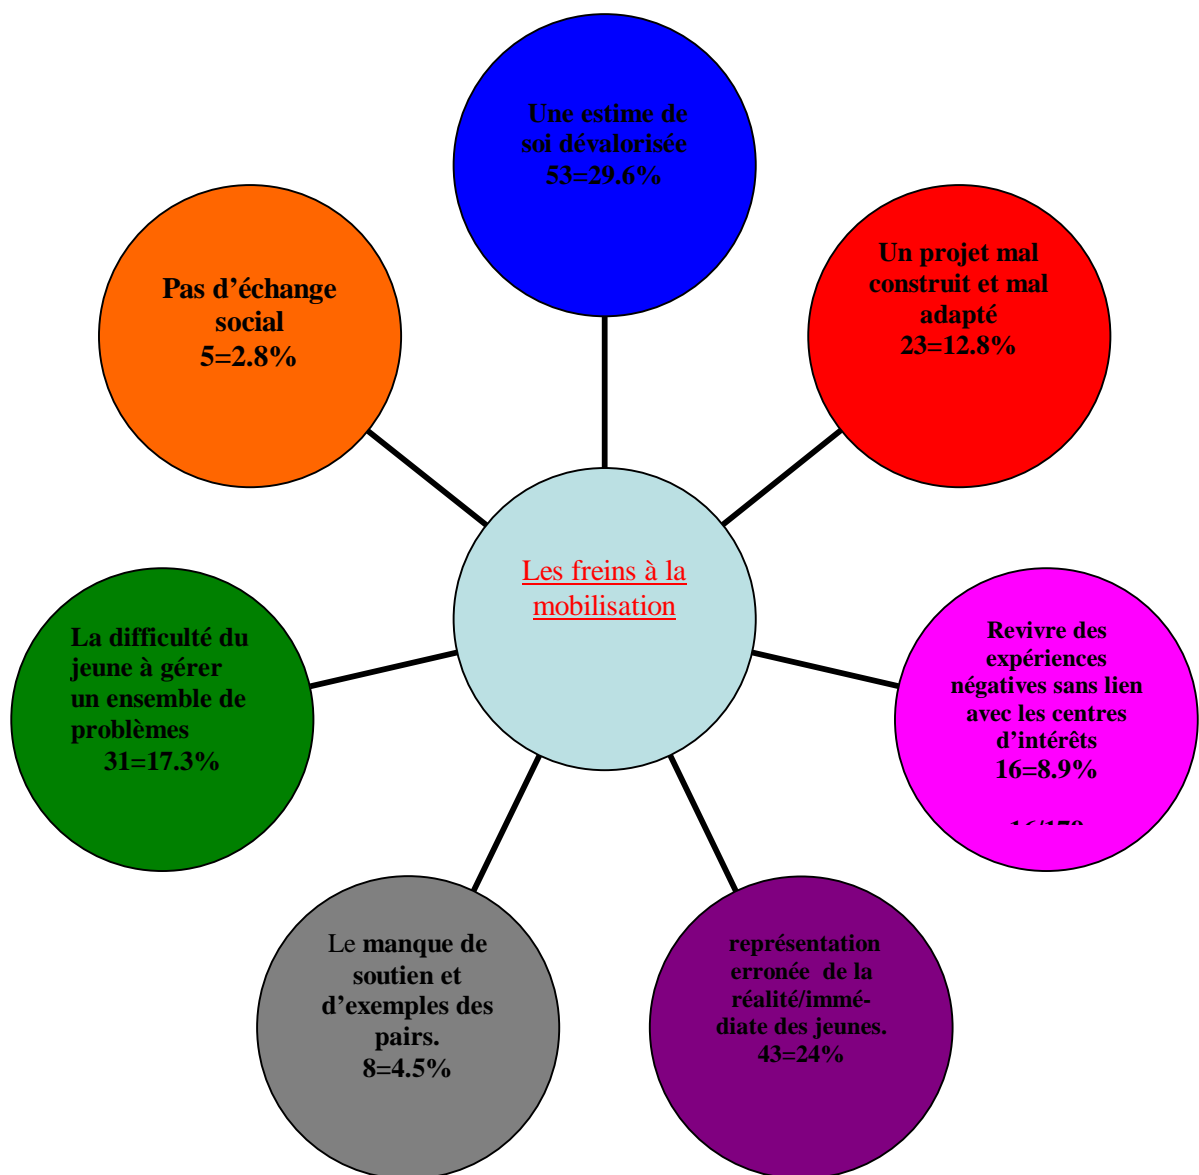 Une estime de
soi dévalorisée
53=29.6%
Un projet mal
construit et mal
adapté
23=12.8%
Pas d’échange
social
5=2.8%
Les freins à la
mobilisation
La difficulté du
jeune à gérer
un ensemble de
problèmes
31=17.3%
Revivre des
expériences
négatives sans lien
avec les centres
d’intérêts
16=8.9%
Le manque de
soutien et
d’exemples des
pairs.
8=4.5%
représentation
erronée de la
réalité/immé-
diate des jeunes.
43=24%